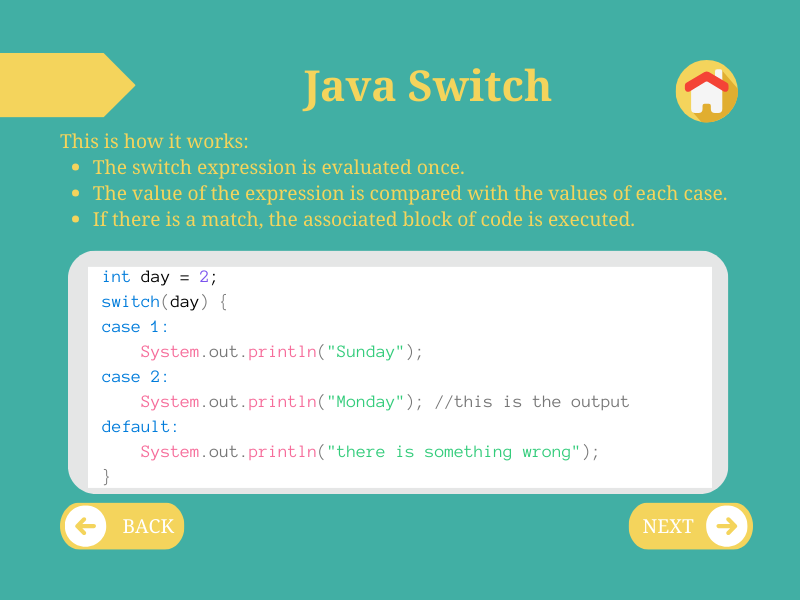 Java Switch
This is how it works:
• The switch expression is evaluated once.
• The value of the expression is compared with the values of each case.
• If there is a match, the associated block of code is executed.
int day = 2;
switch(day) {
case 1:
    System.out.println("Sunday");
case 2:
    System.out.println("Monday"); //this is the output
default:
    System.out.println("there is something wrong");
}
BACK
NEXT